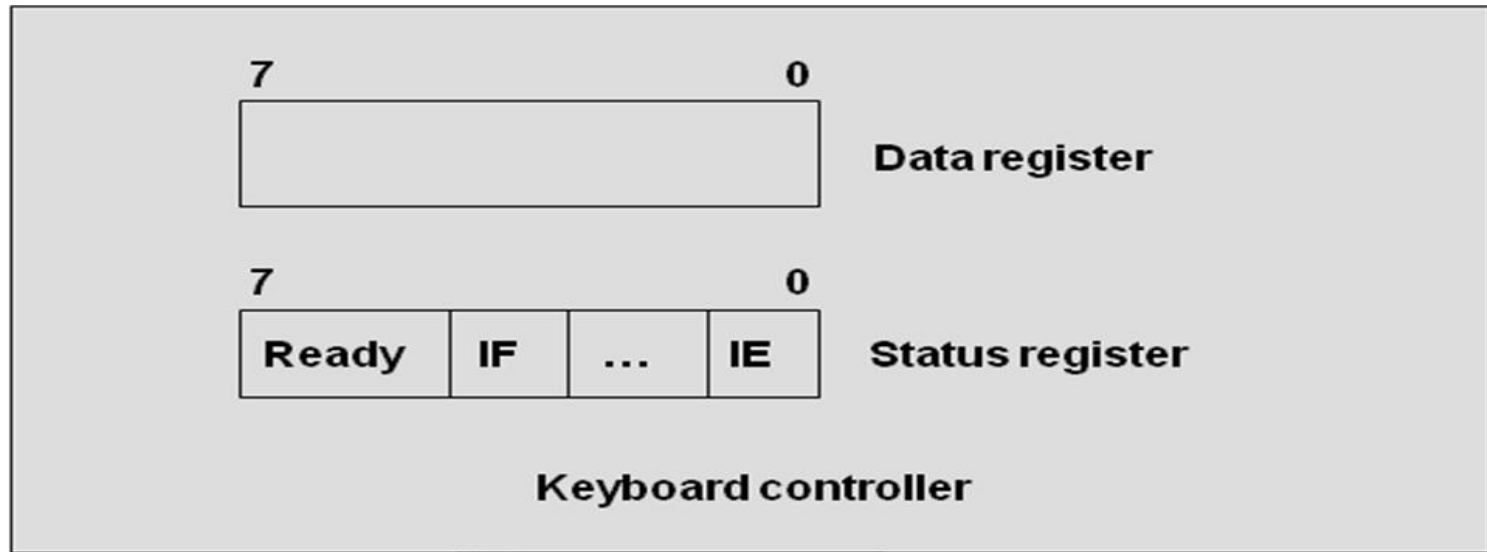 7 0
Data register
7 0
Ready IF ... IE Status register
Keyboard controller